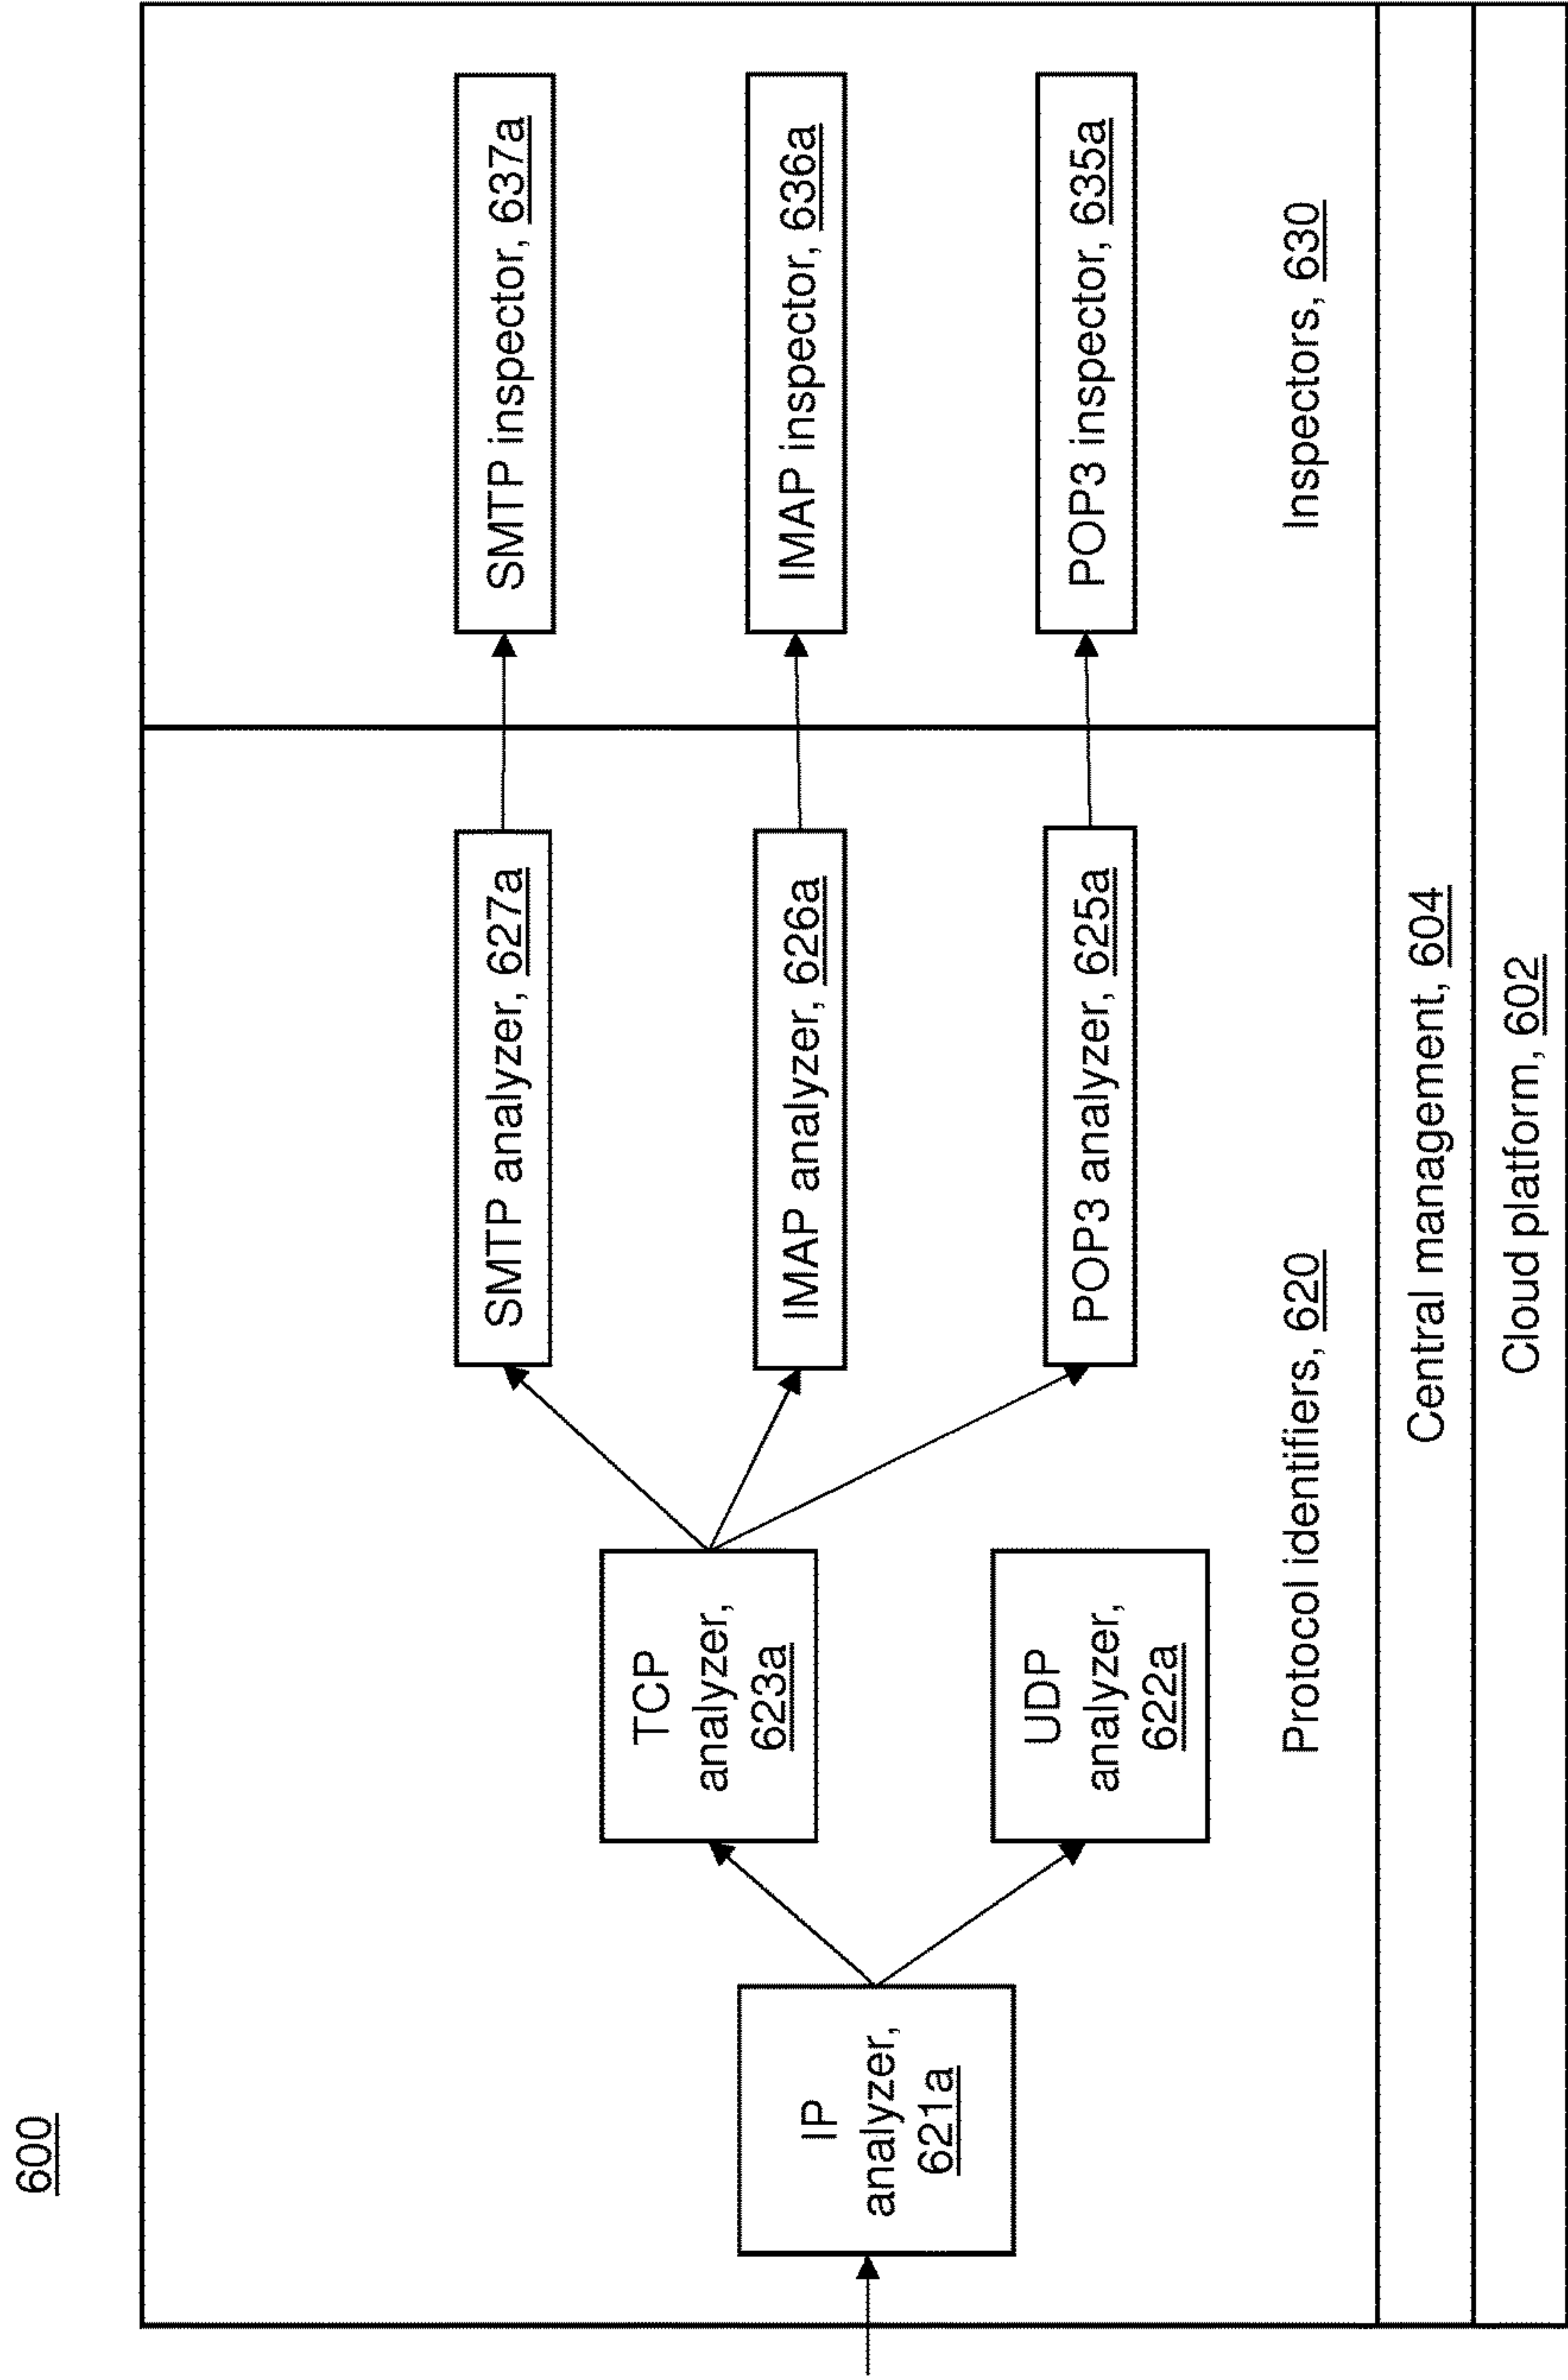 600
IP
analyzer,
621a
TCP
analyzer,
623a
UDP
analyzer,
622a
SMTP analyzer, 627a
IMAP analyzer, 626a
POP3 analyzer, 625a
Protocol identifiers, 620
SMTP inspector, 637a
IMAP inspector, 636a
POP3 inspector, 635a
Inspectors, 630
Central management, 604
Cloud platform, 602